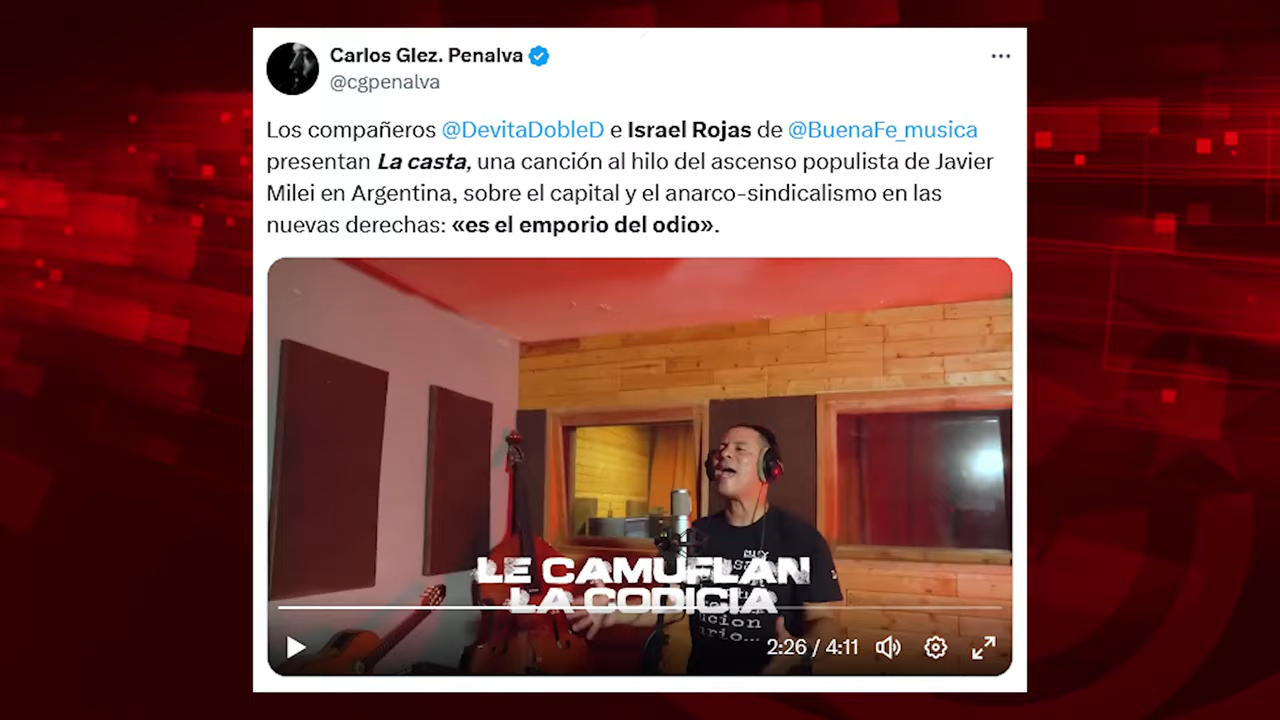 Carlos Glez. Penalva
@cgpenalva
Los compañeros @DevitaDobleD e Israel Rojas de @BuenaFe_musica
presentan La casta, una canción al hilo del ascenso populista de Javier
Milei en Argentina, sobre el capital y el anarco-sindicalismo en las
nuevas derechas: «es el emporio del odio».
LE CAMUFLAN
LA CODICIA
2:26 / 4:11